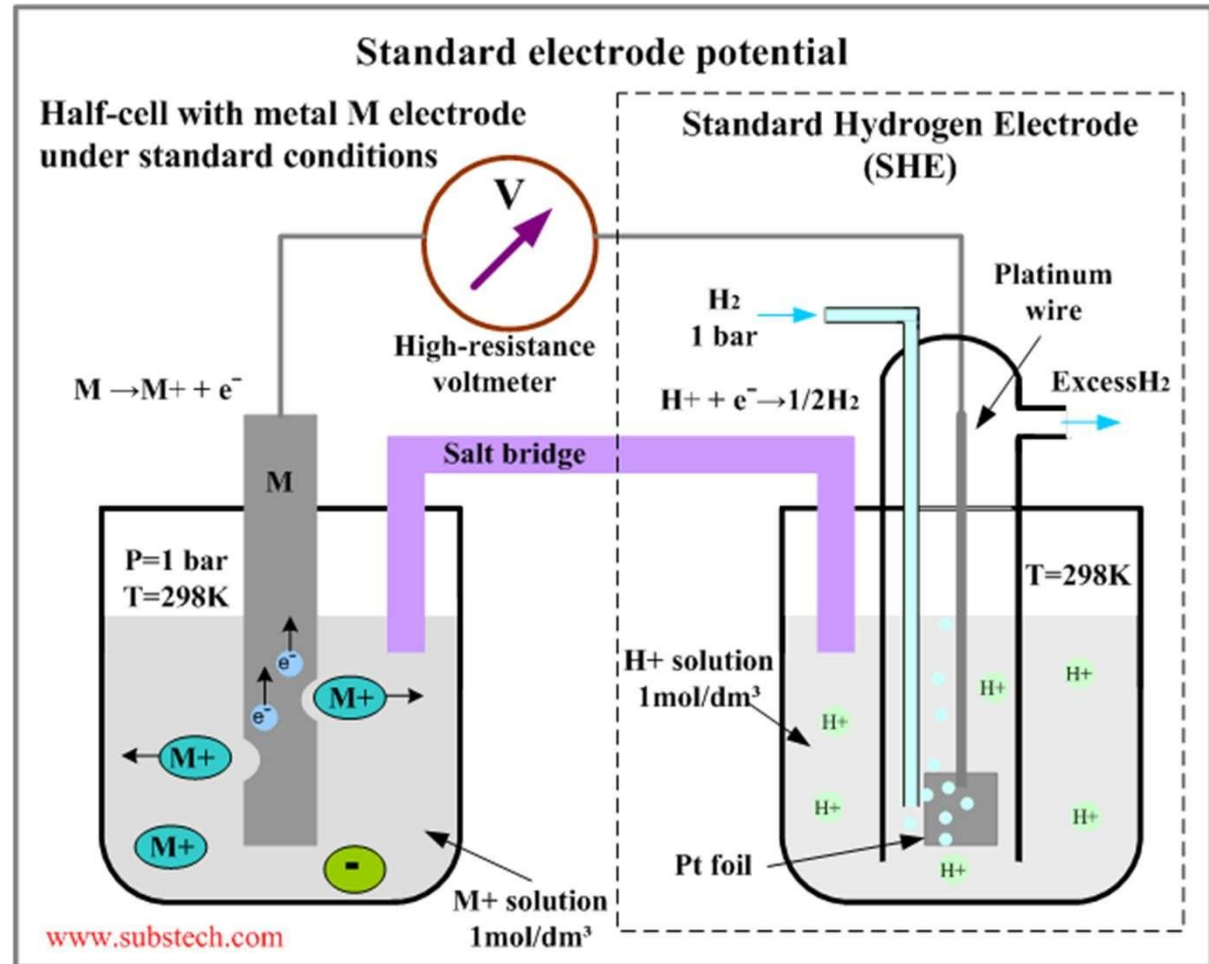 Standard electrode potential
Half-cell with metal M electrode
under standard conditions
Standard Hydrogen Electrode
(SHE)
V
High-resistance
voltmeter
M →M+ + e⁻
H₂
1 bar
Platinum
wire
ExcessH₂
H+ + e⁻→1/2H₂
Salt bridge
M
P=1 bar
T=298K
T=298K
e⁻
e⁻
M+
M+
M+
-
M+ solution
1mol/dm³
H+ solution
1mol/dm³
H+
H+
H+
H+
H+
H+
Pt foil
www.substech.com